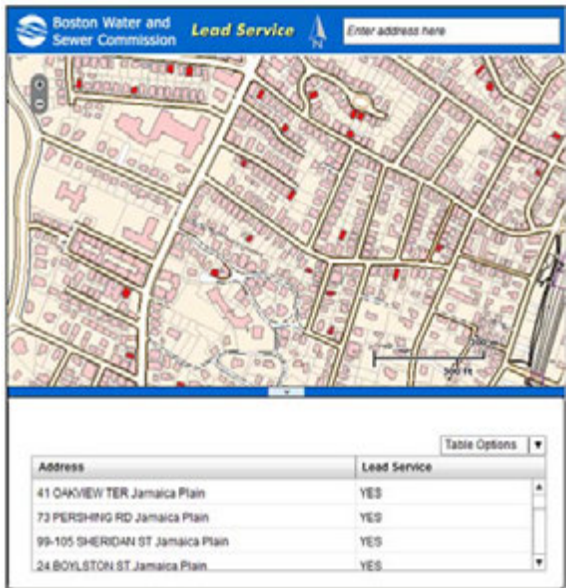 Boston Water and
Sewer Commission
Lead Service
N
Enter address here
300 ft
Table Options
Address Lead Service
41 OAKVIEW TER Jamaica Plain YES
73 PERSHING RD Jamaica Plain YES
99-105 SHERIDAN ST Jamaica Plain YES
24 BOYLSTON ST Jamaica Plain YES